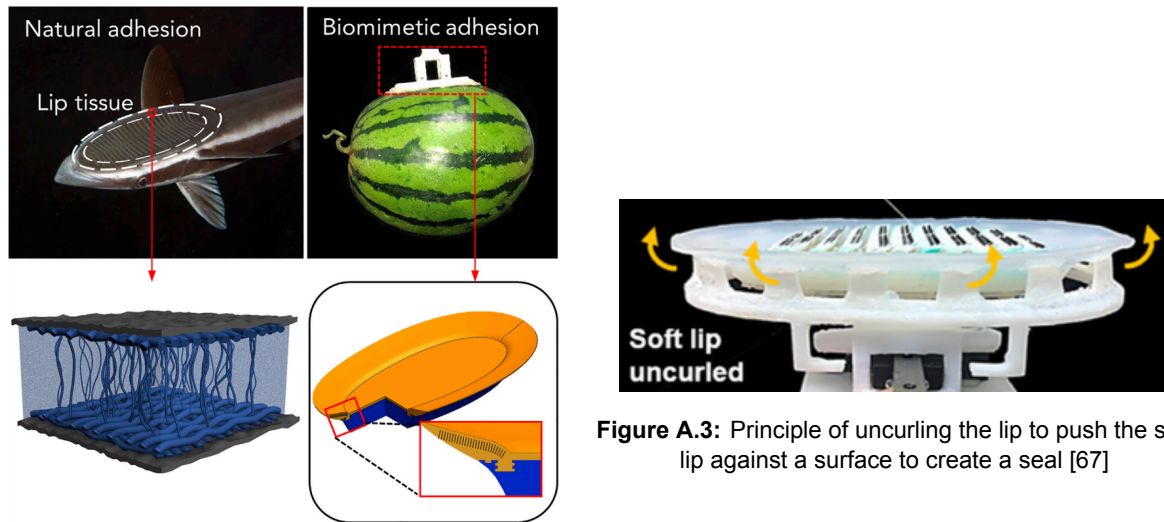 Natural adhesion
Lip tissue
Biomimetic adhesion
Soft lip
uncurled
Figure A.3: Principle of uncurling the lip to push the s
lip against a surface to create a seal [67]